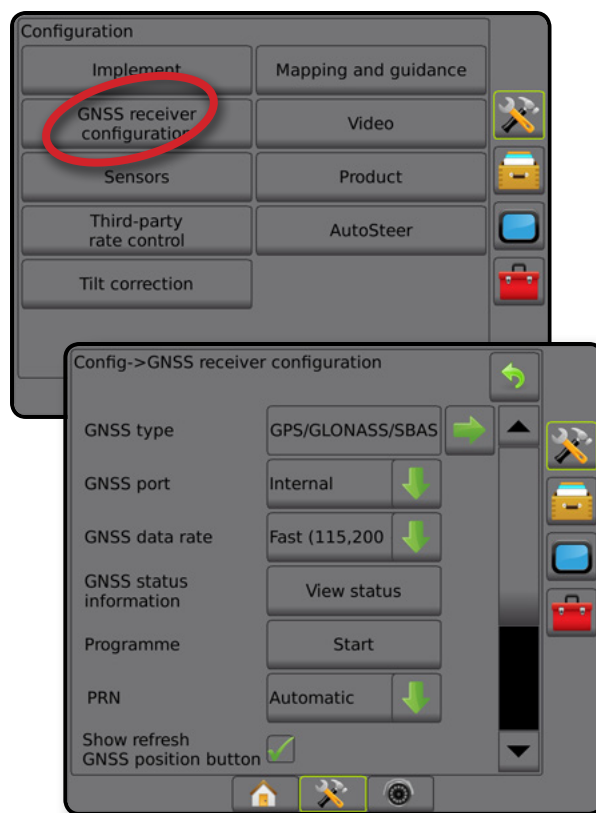 Configuration
Implement
Mapping and guidance
GNSS receiver
configuration
Video
Sensors
Product
Third-party
rate control
AutoSteer
Tilt correction
Config->GNSS receiver configuration
GNSS type
GPS/GLONASS/SBAS
GNSS port
Internal
GNSS data rate
Fast (115,200
GNSS status
information
View status
Programme
Start
PRN
Automatic
Show refresh
GNSS position button